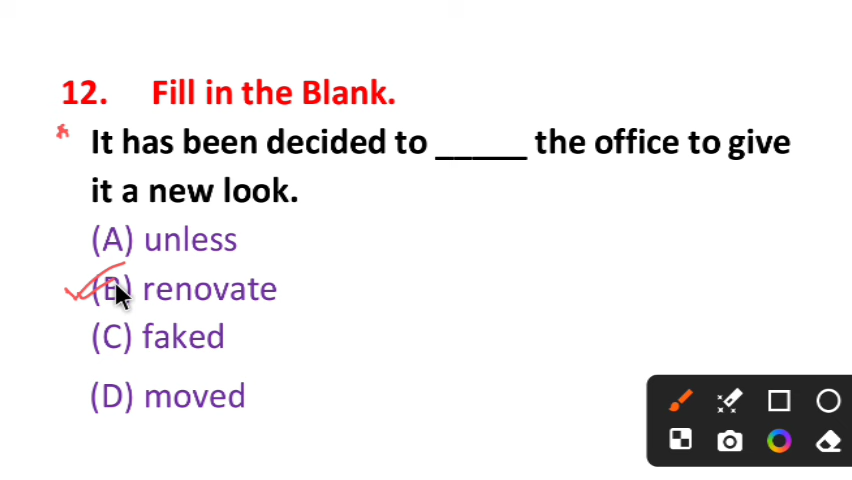 12. Fill in the Blank.
It has been decided to _____ the office to give
it a new look.
(A) unless
(B) renovate
(C) faked
(D) moved